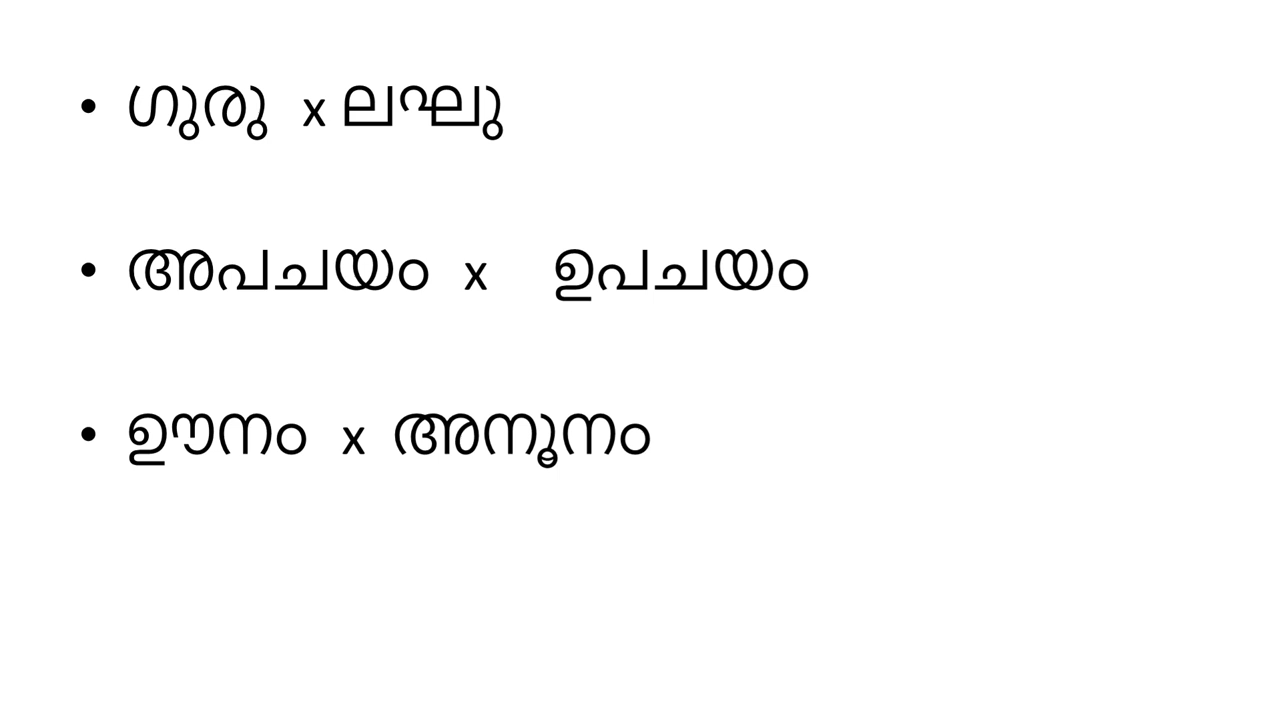 • ഗുരു x ലഘു
• അപചയം x ഉപചയം
• ഊനം x അനൂനം